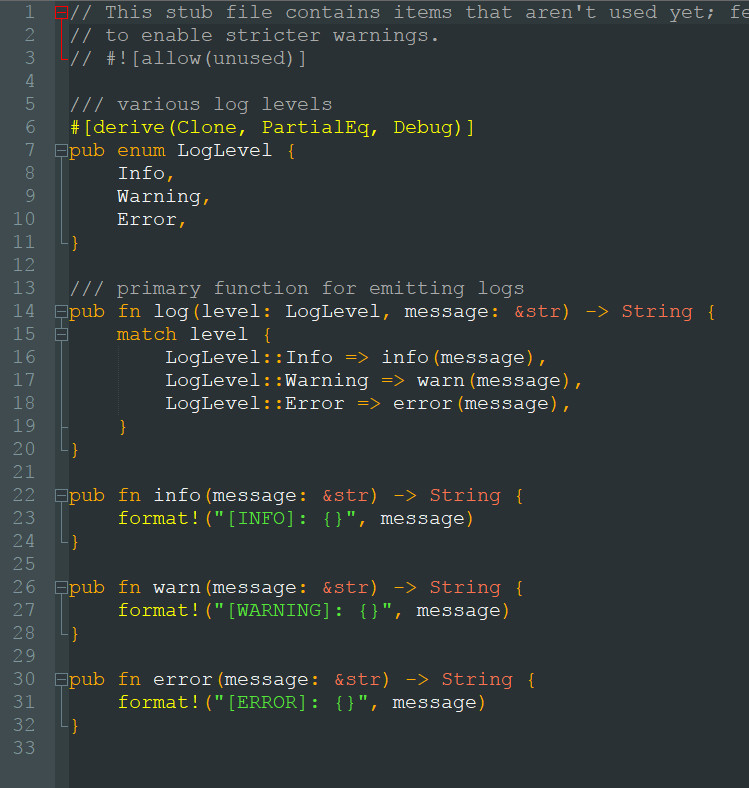 1 // This stub file contains items that aren't used yet; fe
2 // to enable stricter warnings.
3 // #![allow(unused)]
4
5 /// various log levels
6 #[derive(Clone, PartialEq, Debug)]
7 pub enum LogLevel {
8     Info,
9     Warning,
10     Error,
11 }
12
13 /// primary function for emitting logs
14 pub fn log(level: LogLevel, message: &str) -> String {
15     match level {
16         LogLevel::Info => info(message),
17         LogLevel::Warning => warn(message),
18         LogLevel::Error => error(message),
19     }
20 }
21
22 pub fn info(message: &str) -> String {
23     format!("[INFO]: {}", message)
24 }
25
26 pub fn warn(message: &str) -> String {
27     format!("[WARNING]: {}", message)
28 }
29
30 pub fn error(message: &str) -> String {
31     format!("[ERROR]: {}", message)
32 }
33